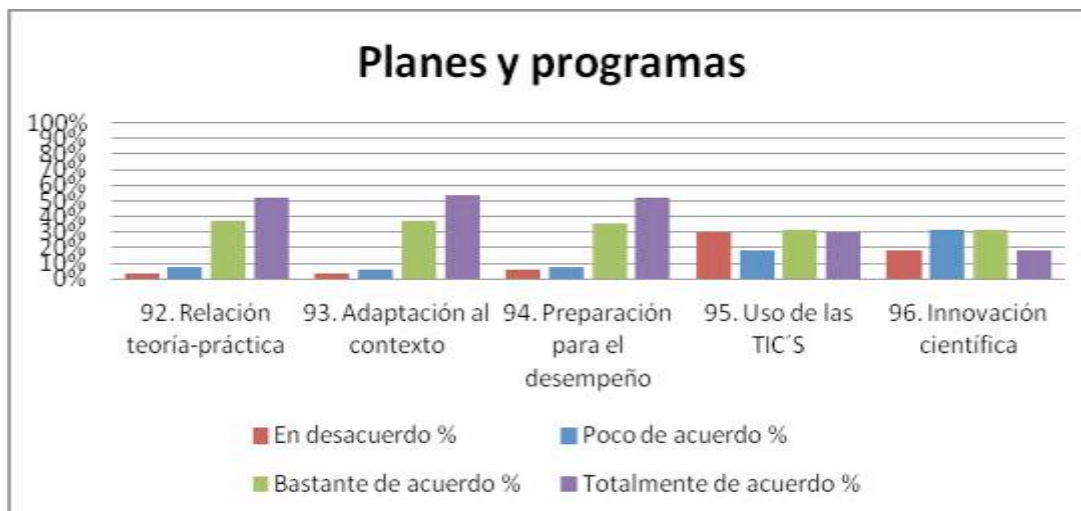 Planes y programas
100%
90%
80%
70%
60%
50%
40%
30%
20%
10%
0%
92. Relación teoría-práctica
93. Adaptación al contexto
94. Preparación para el desempeño
95. Uso de las TIC´S
96. Innovación científica
En desacuerdo %
Poco de acuerdo %
Bastante de acuerdo %
Totalmente de acuerdo %